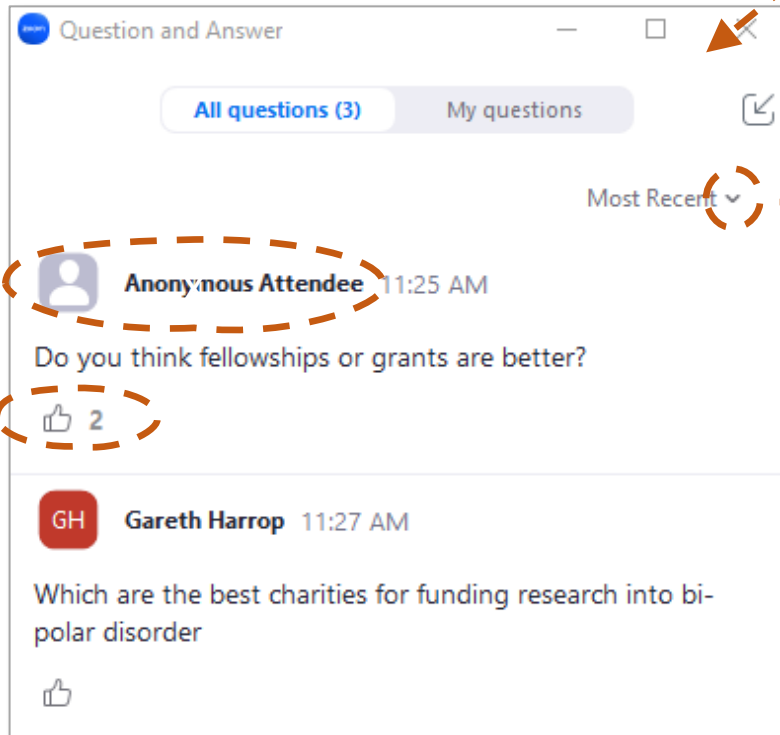 zoom Question and Answer
All questions (3) My questions
Most Recent
Anonymous Attendee 11:25 AM
Do you think fellowships or grants are better?
2
GH Gareth Harrop 11:27 AM
Which are the best charities for funding research into bi-
polar disorder